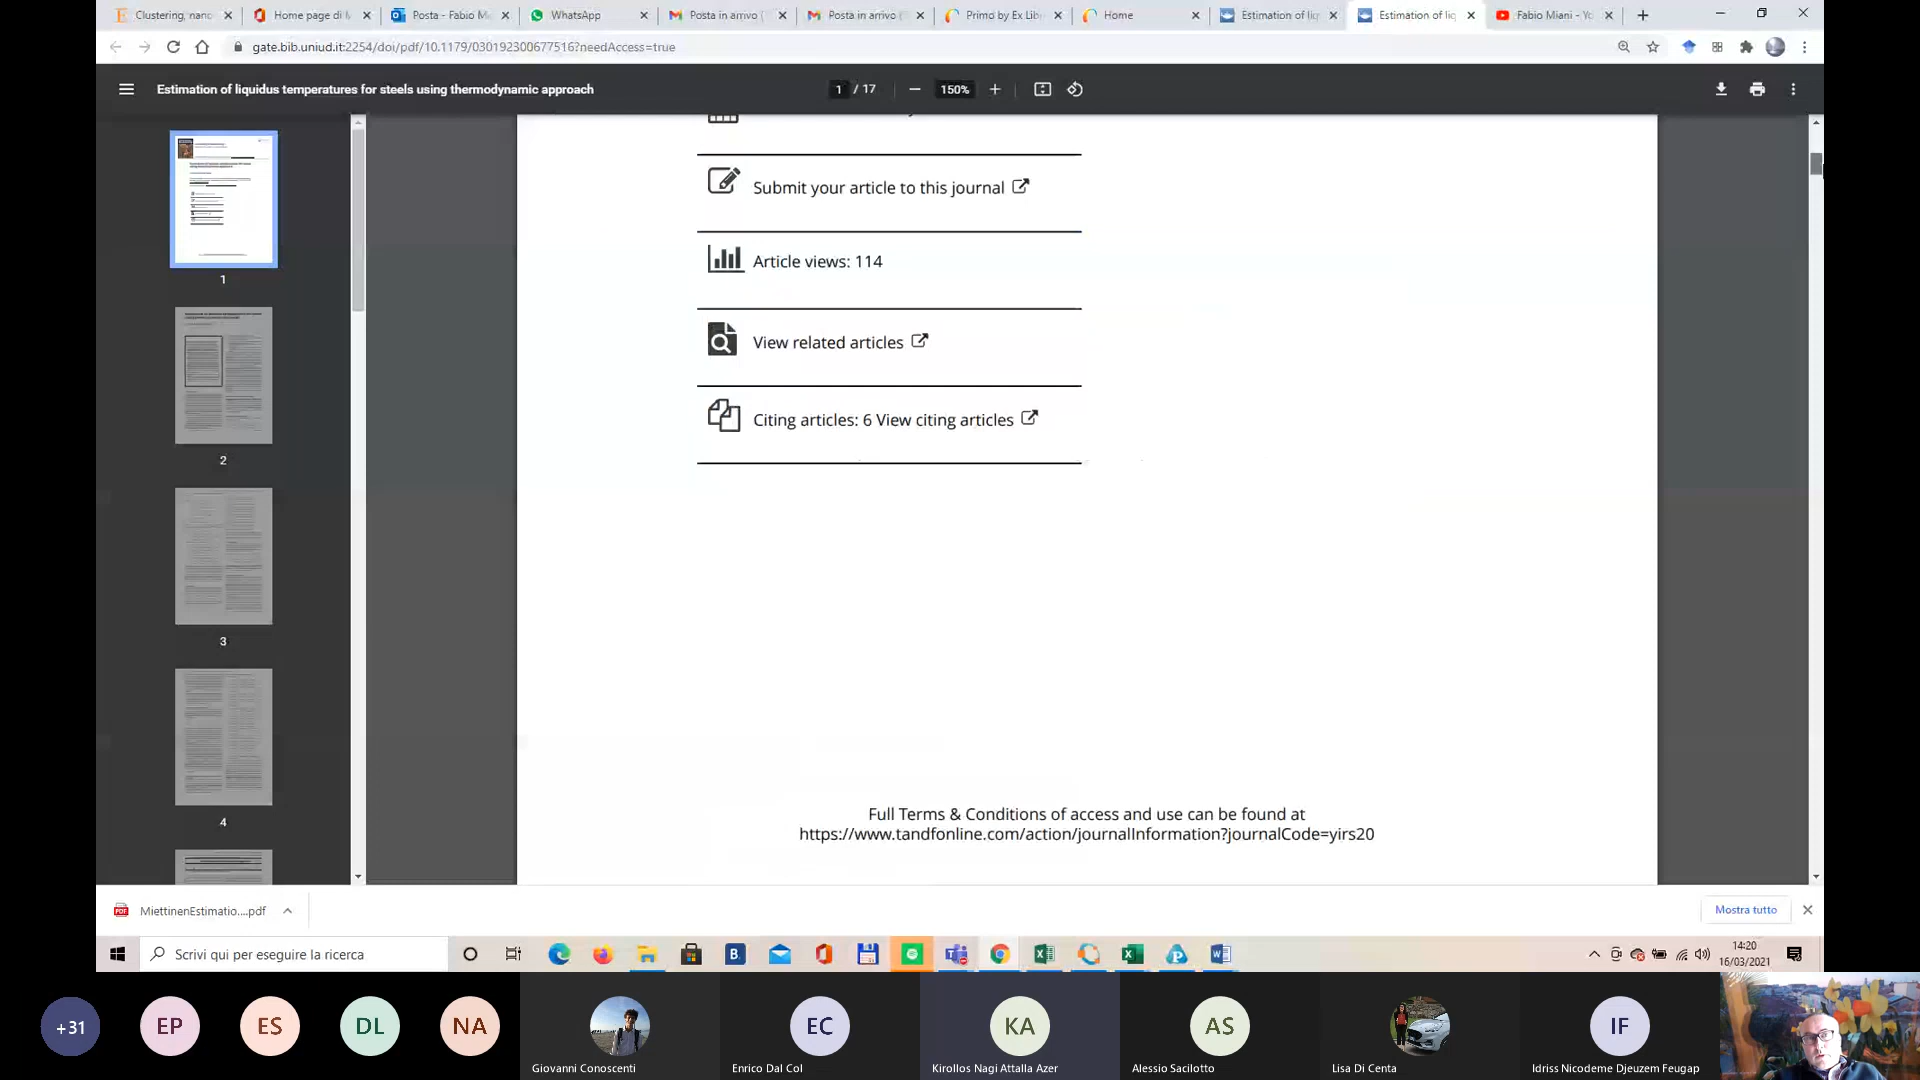 Clustering, nano
Home page di M
Posta - Fabio M
WhatsApp
Posta in arrivo (
Posta in arrivo (
Primo by Ex Lib
Home
Estimation of liq
Estimation of liq
Fabio Miani - Yo
gate.bib.uniud.it:2254/doi/pdf/10.1179/030192300677516?needAccess=true
Estimation of liquidus temperatures for steels using thermodynamic approach
1 / 17
150%
1
2
3
4
Submit your article to this journal
Article views: 114
View related articles
Citing articles: 6 View citing articles
Full Terms & Conditions of access and use can be found at
https://www.tandfonline.com/action/journalInformation?journalCode=yirs20
MiettinenEstimatio....pdf
Mostra tutto
Scrivi qui per eseguire la ricerca
B.
14:20
16/03/2021
+31
EP
ES
DL
NA
Giovanni Conoscenti
EC
Enrico Dal Col
KA
Kirollos Nagi Attalla Azer
AS
Alessio Sacilotto
Lisa Di Centa
IF
Idriss Nicodeme Djeuzem Feugap